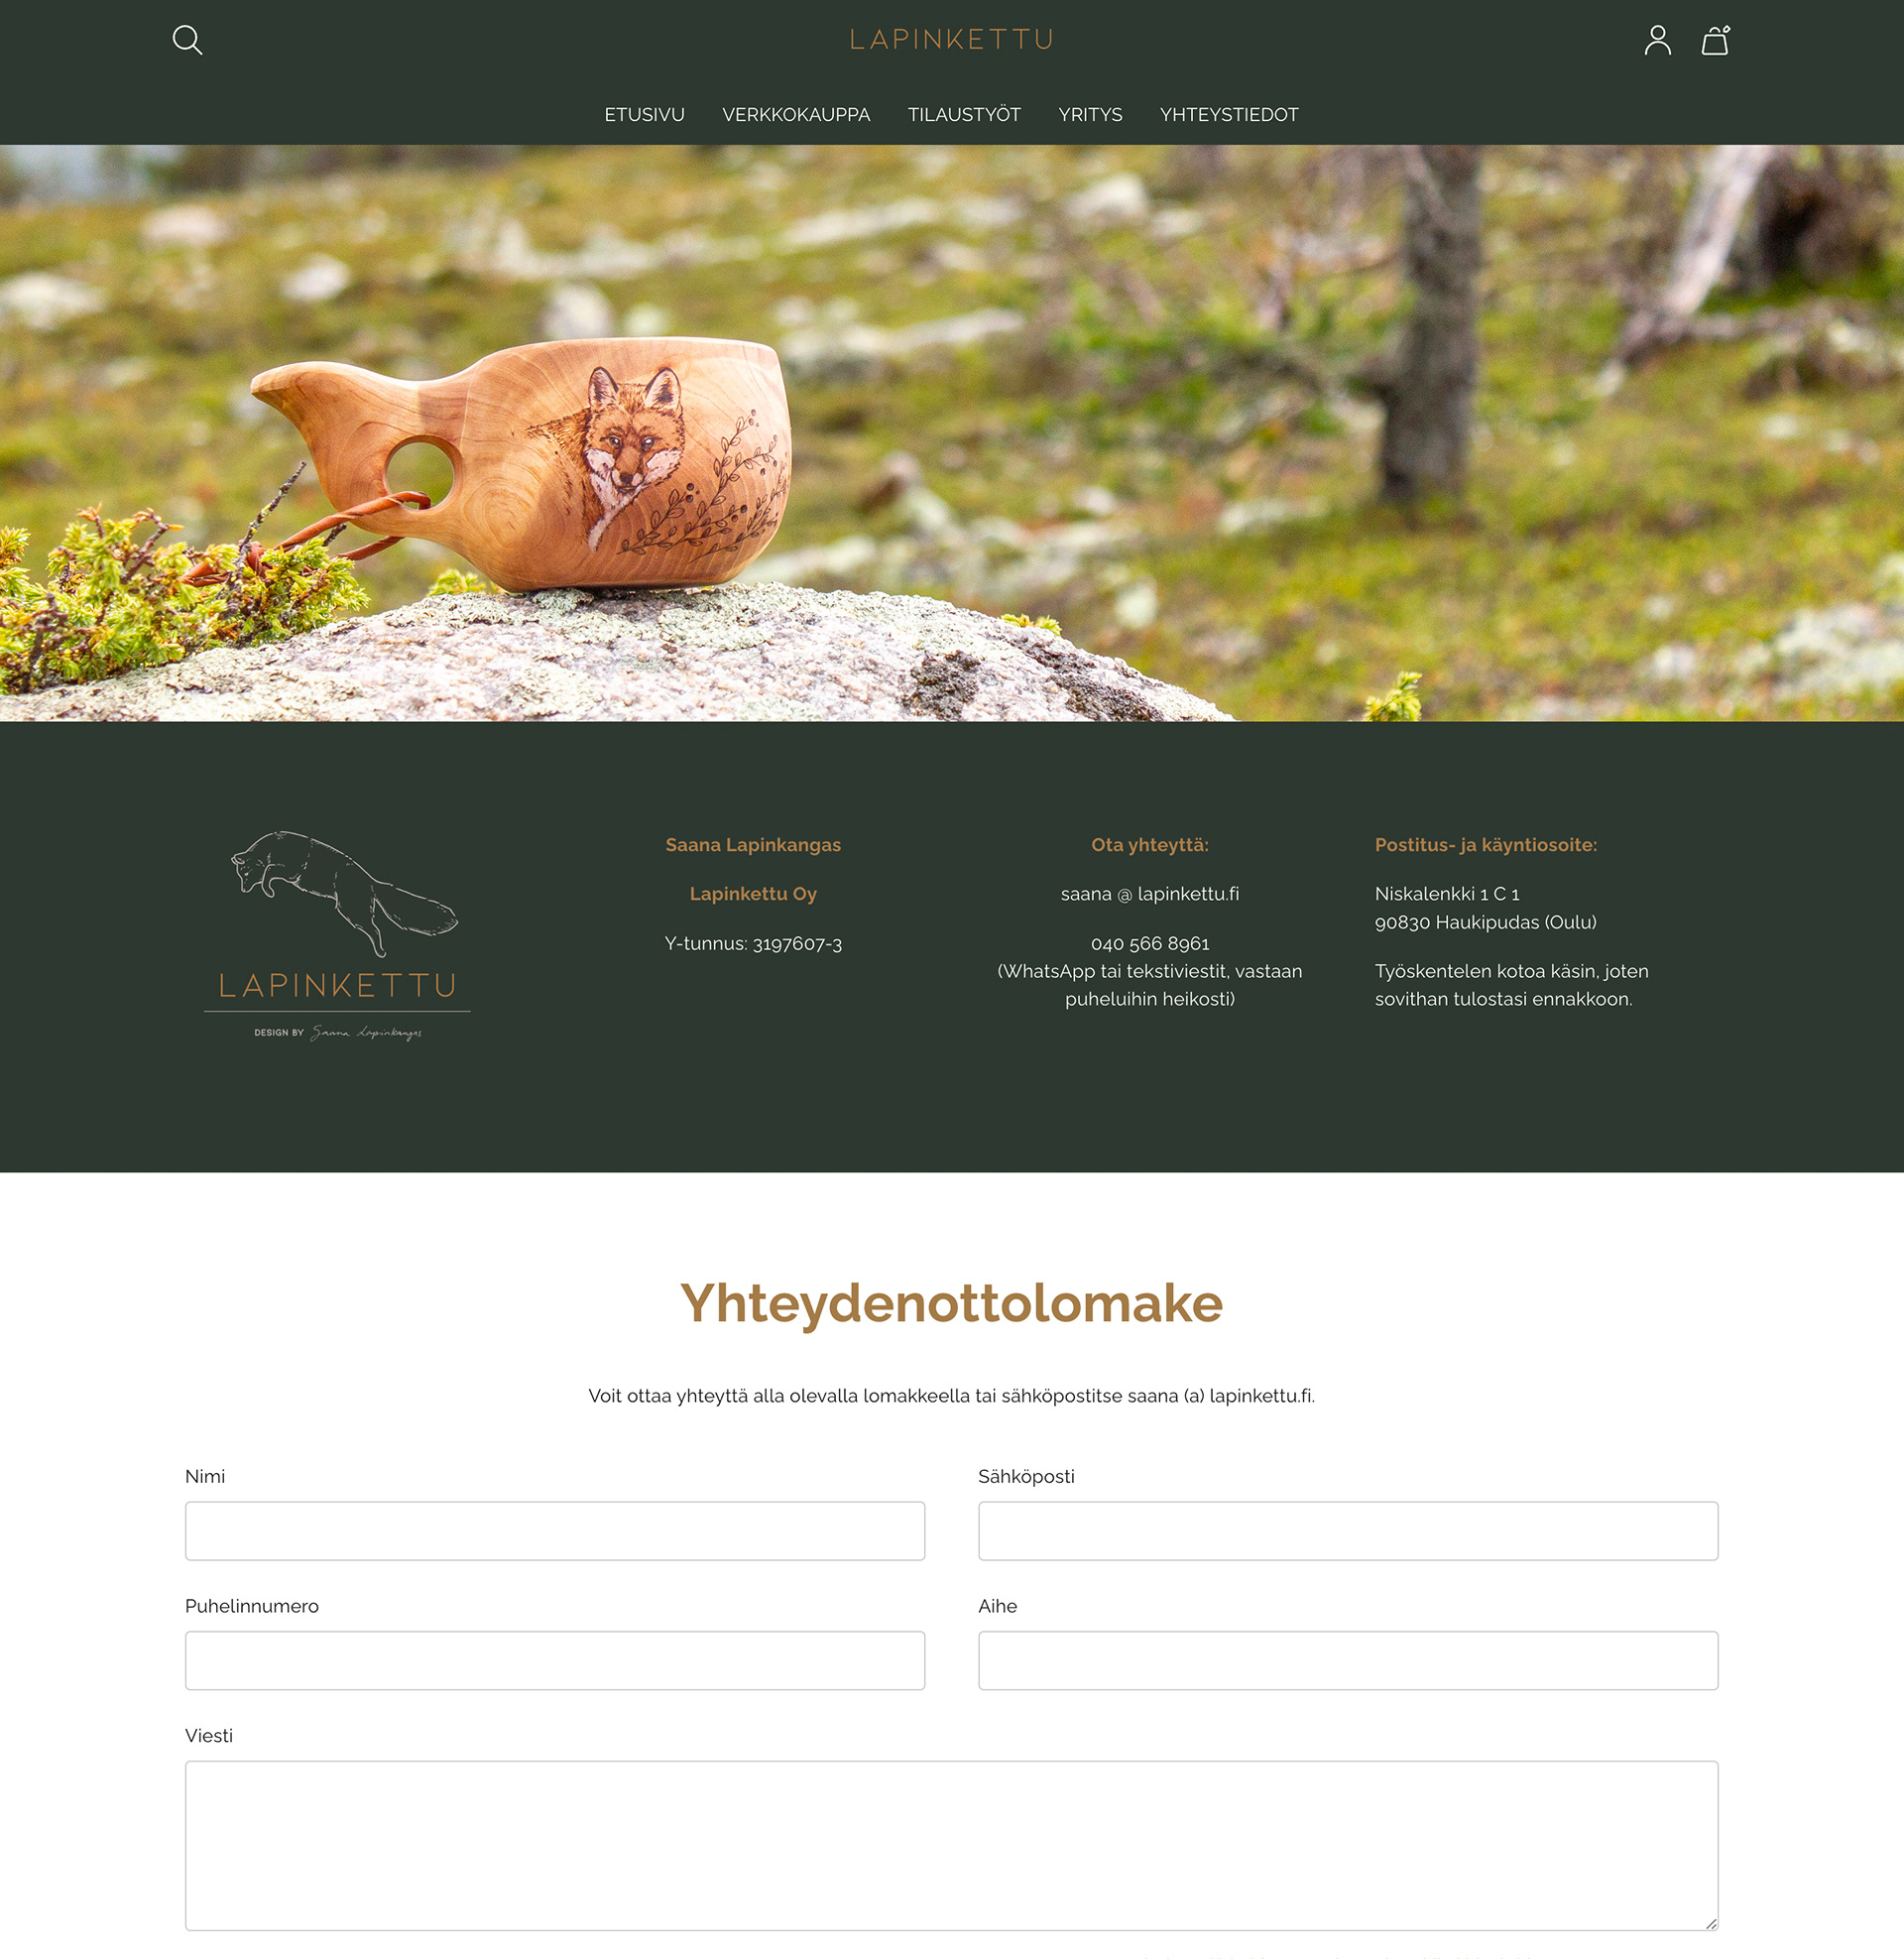 LAPINKETTU
ETUSIVU VERKKOKAUPPA TILAUSTYÖT YRITYS YHTEYSTIEDOT
LAPINKETTU
DESIGN BY Saana Lapinkangas
Saana Lapinkangas
Lapinkettu Oy
Y-tunnus: 3197607-3
Ota yhteyttä:
saana @ lapinkettu.fi
040 566 8961
(WhatsApp tai tekstiviestit, vastaan
puheluihin heikosti)
Postitus- ja käyntiosoite:
Niskalenkki 1 C 1
90830 Haukipudas (Oulu)
Työskentelen kotoa käsin, joten
sovithan tulostasi ennakkoon.
Yhteydenottolomake
Voit ottaa yhteyttä alla olevalla lomakkeella tai sähköpostitse saana (a) lapinkettu.fi.
Nimi
Sähköposti
Puhelinnumero
Aihe
Viesti